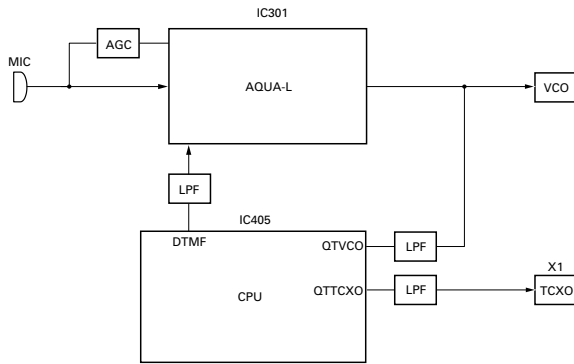 IC301
AGC
MIC
AQUA-L
VCO
LPF
IC405
DTMF
QTVCO
LPF
X1
CPU
QTTCXO
LPF
TCXO